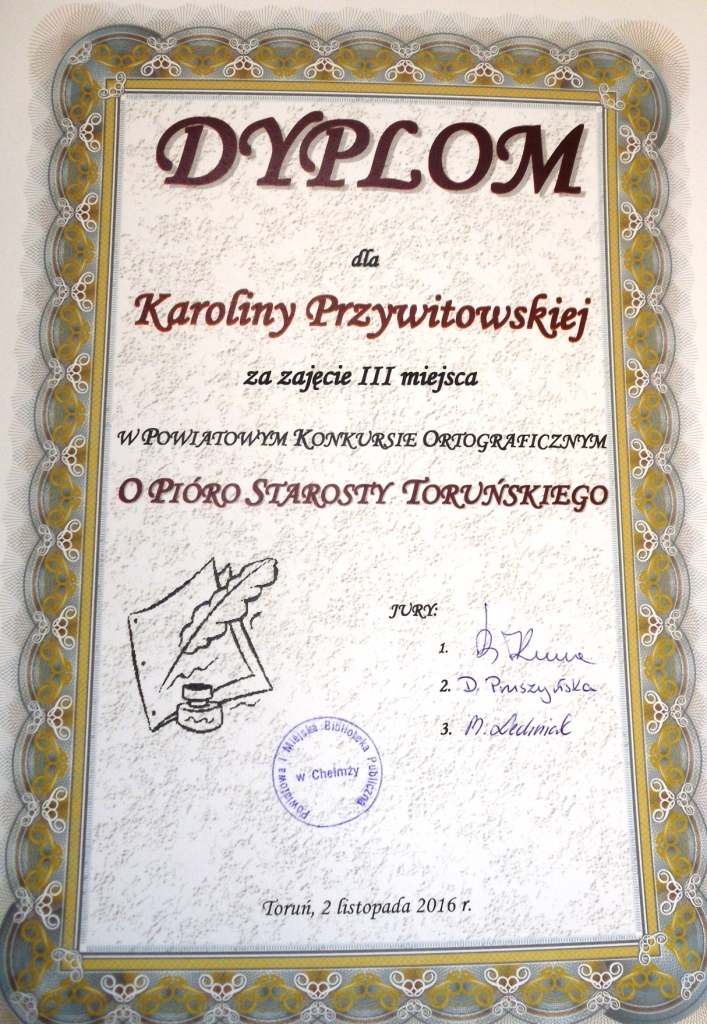 DYPLOM
dla
Karoliny Przywitowskiej
za zajęcie III miejsca
W POWIATOWYM KONKURSIE ORTOGRAFICZNYM
O PIÓRO STAROSTY TORUŃSKIEGO
JURY:
1.
2. D. Pruszyńska
3. M.
Powiatowa i Miejska Biblioteka Publiczna
w Chełmży
Toruń, 2 listopada 2016 r.